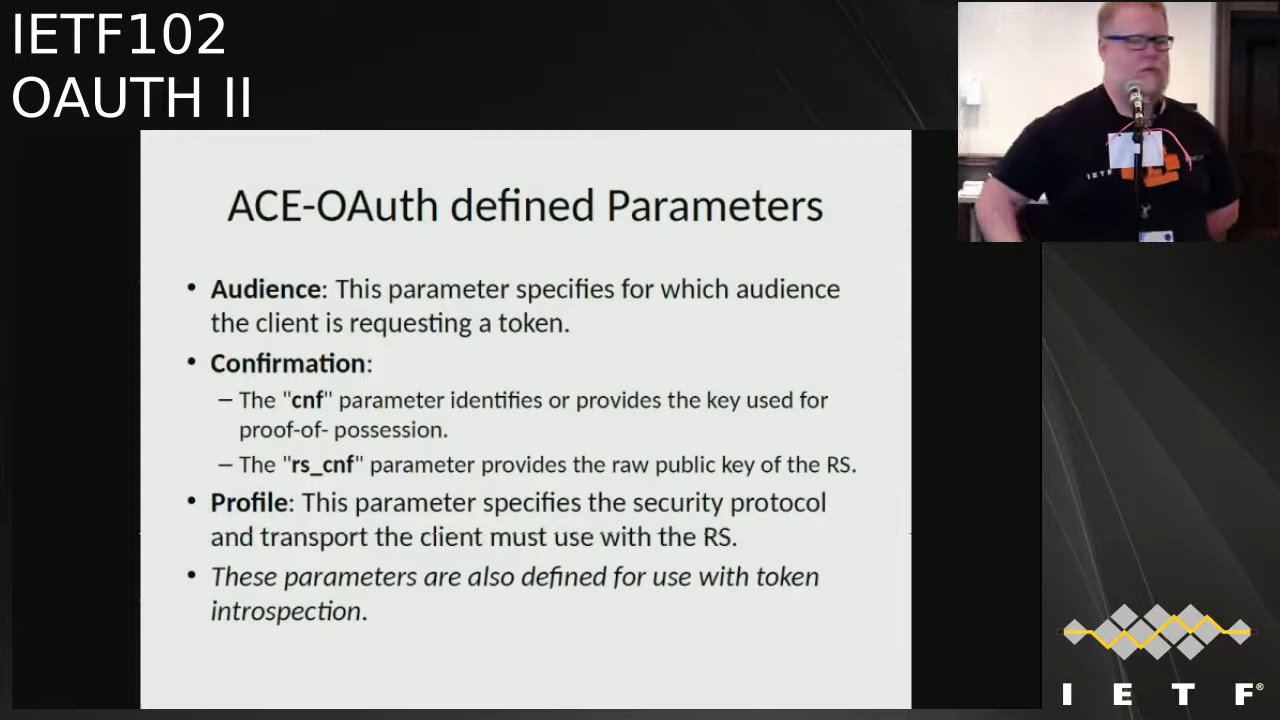 IETF102
OAUTH II
ACE-OAuth defined Parameters
• Audience: This parameter specifies for which audience
the client is requesting a token.
• Confirmation:
– The "cnf" parameter identifies or provides the key used for
proof-of- possession.
– The "rs_cnf" parameter provides the raw public key of the RS.
• Profile: This parameter specifies the security protocol
and transport the client must use with the RS.
• These parameters are also defined for use with token
introspection.
IETF
I E T F®